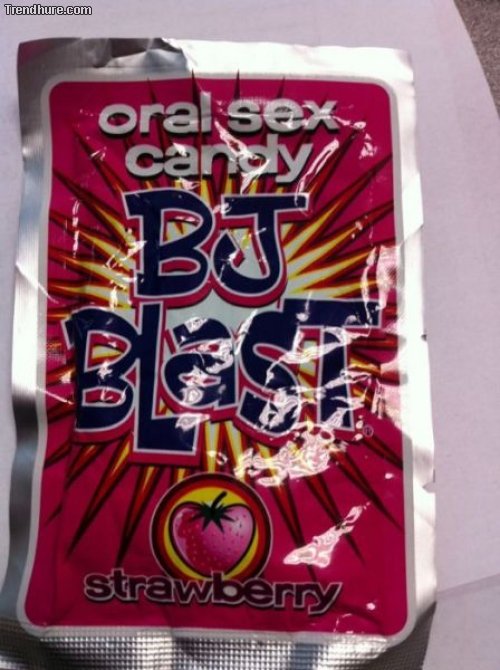 Trendhure.com
oral sex
candy
BJ
BLaST
®
strawberry